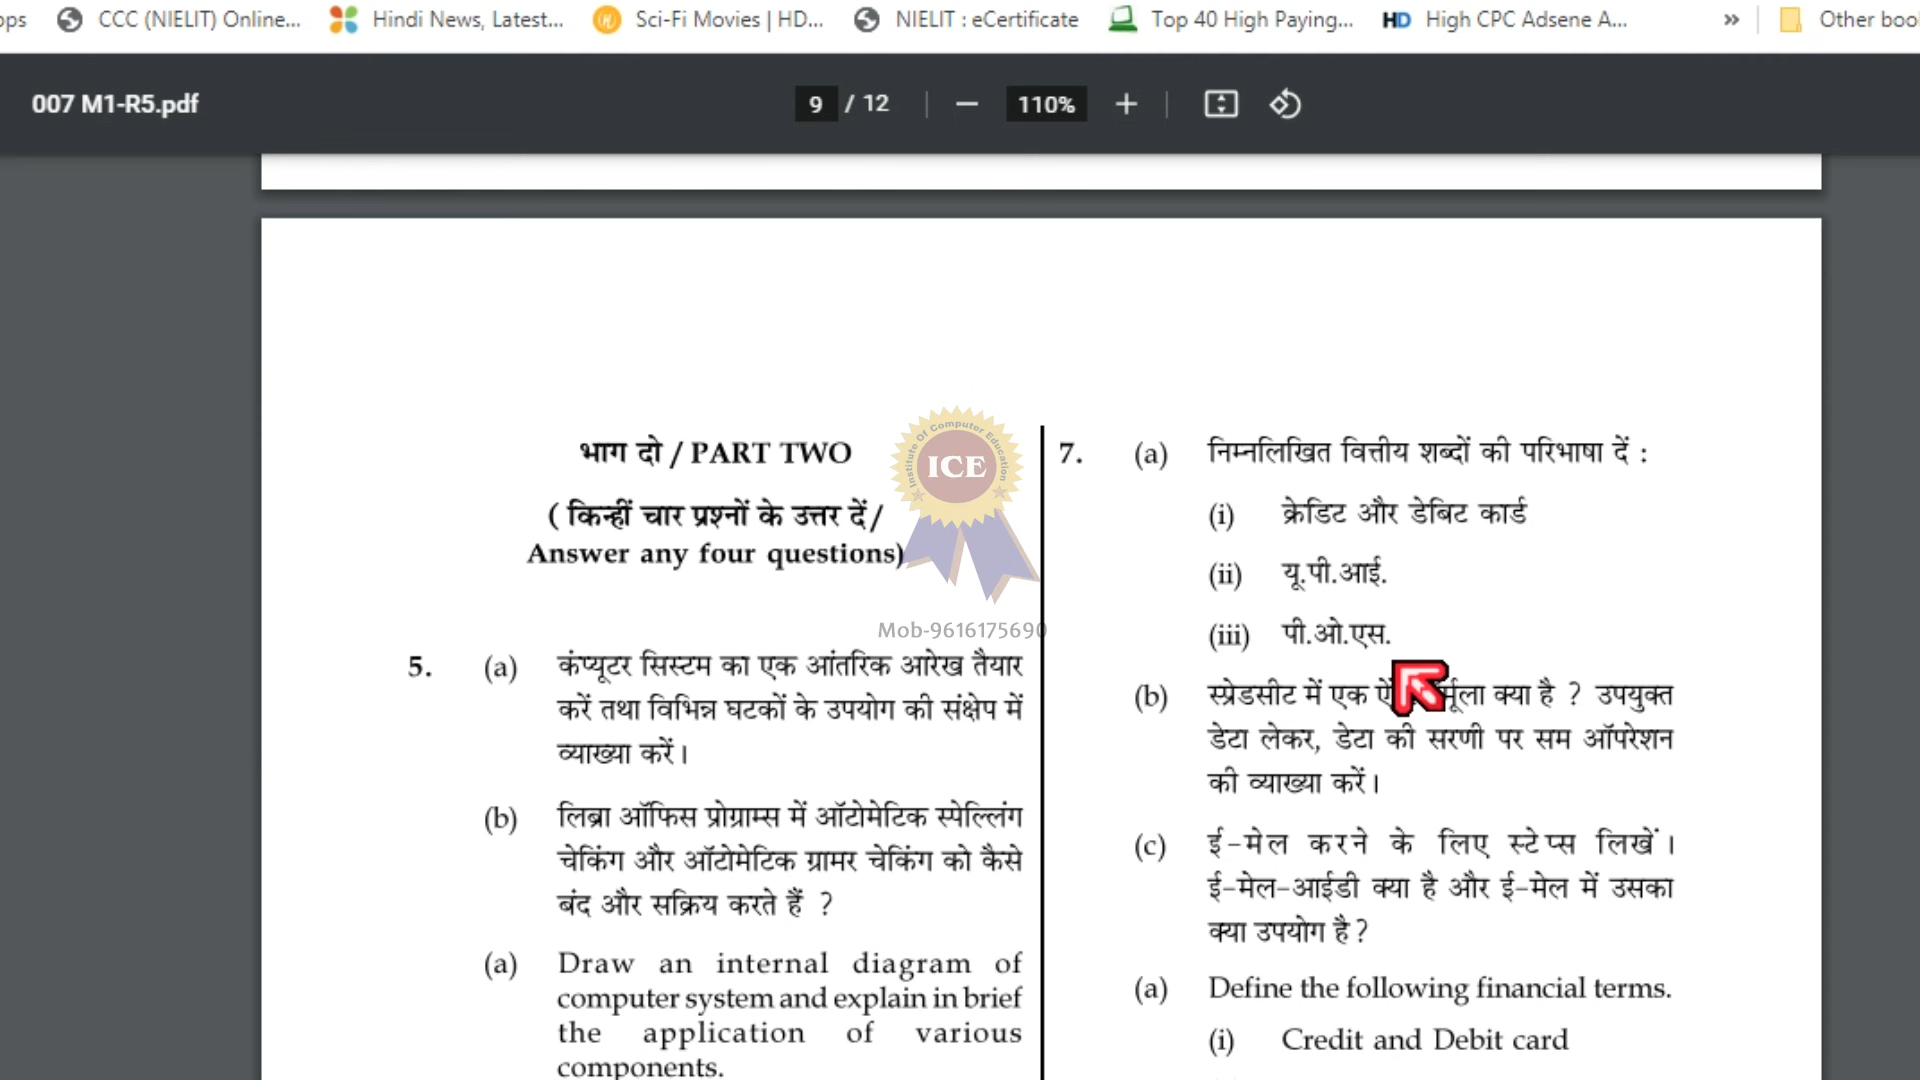 ops
CCC (NIELIT) Online...
Hindi News, Latest...
Sci-Fi Movies | HD...
NIELIT : eCertificate
Top 40 High Paying...
HD High CPC Adsene A...
»
Other boo
007 M1-R5.pdf
9 / 12
110%
भाग दो / PART TWO
( किन्हीं चार प्रश्नों के उत्तर दें/
Answer any four questions)
Institute Of Computer Education
ICE
Mob-9616175690
5. (a) कंप्यूटर सिस्टम का एक आंतरिक आरेख तैयार
करें तथा विभिन्न घटकों के उपयोग की संक्षेप में
व्याख्या करें।
(b) लिब्रा ऑफिस प्रोग्राम्स में ऑटोमेटिक स्पेल्लिंग
चेकिंग और ऑटोमेटिक ग्रामर चेकिंग को कैसे
बंद और सक्रिय करते हैं ?
(a) Draw an internal diagram of
computer system and explain in brief
the application of various
components.
7. (a) निम्नलिखित वित्तीय शब्दों की परिभाषा दें :
(i) क्रेडिट और डेबिट कार्ड
(ii) यू.पी.आई.
(iii) पी.ओ.एस.
(b) स्प्रेडसीट में एक क्या है ? उपयुक्त
डेटा लेकर, डेटा की सरणी पर सम ऑपरेशन
की व्याख्या करें।
(c) ई-मेल करने के लिए स्टेप्स लिखें।
ई-मेल-आईडी क्या है और ई-मेल में उसका
क्या उपयोग है?
(a) Define the following financial terms.
(i) Credit and Debit card